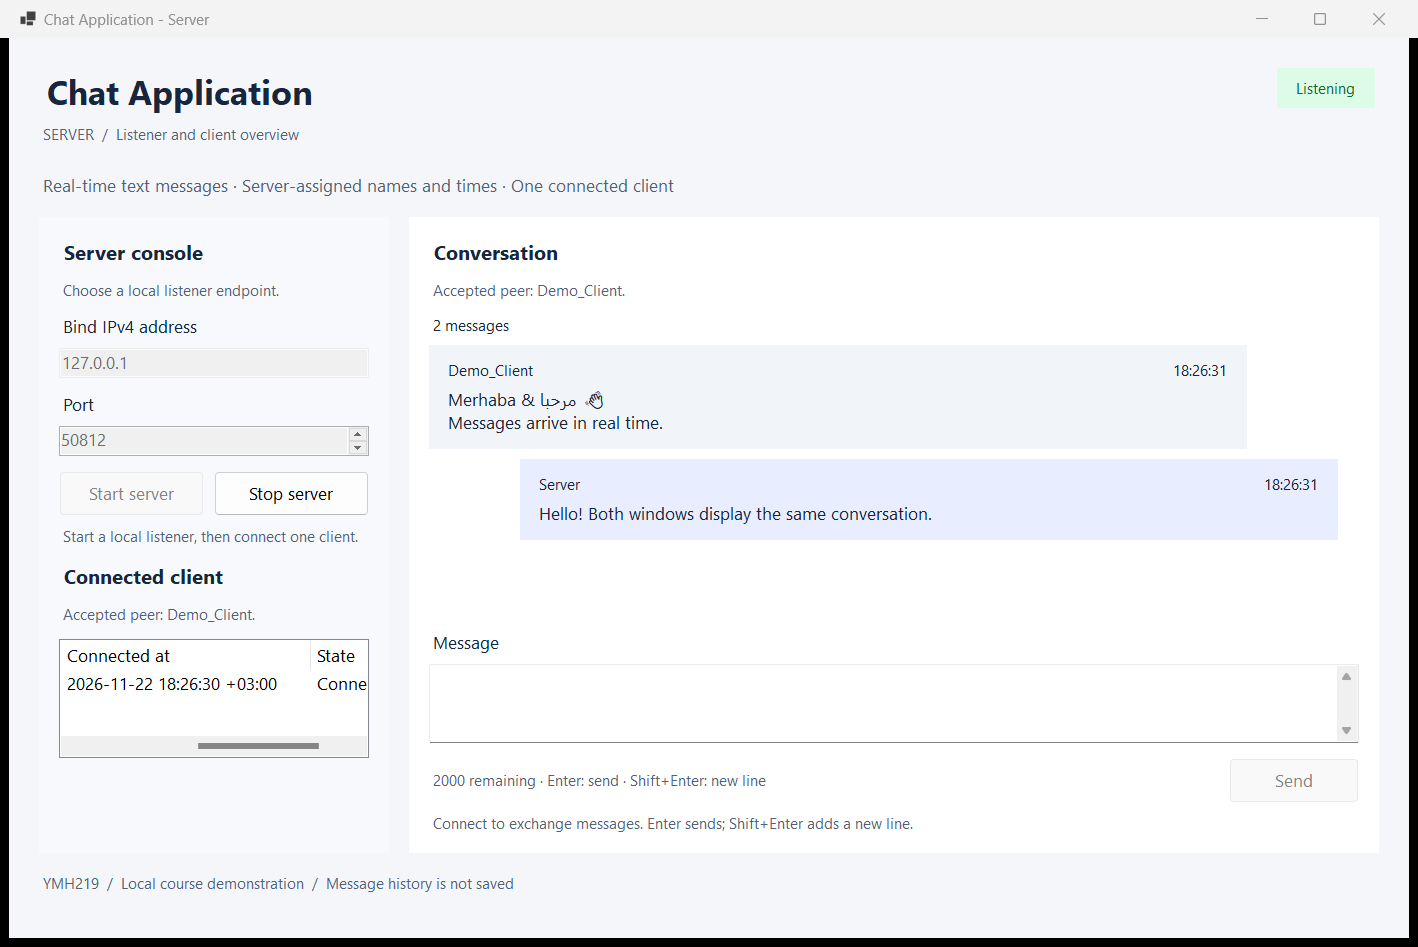 Chat Application - Server
Chat Application
Listening
SERVER / Listener and client overview
Real-time text messages · Server-assigned names and times · One connected client
Server console
Choose a local listener endpoint.
Bind IPv4 address
127.0.0.1
Port
50812
Start server
Stop server
Start a local listener, then connect one client.
Connected client
Accepted peer: Demo_Client.
Connected at State
2026-11-22 18:26:30 +03:00 Conne
Conversation
Accepted peer: Demo_Client.
2 messages
Demo_Client 18:26:31
Merhaba & مرحبا 👋
Messages arrive in real time.
Server 18:26:31
Hello! Both windows display the same conversation.
Message
2000 remaining · Enter: send · Shift+Enter: new line
Send
Connect to exchange messages. Enter sends; Shift+Enter adds a new line.
YMH219 / Local course demonstration / Message history is not saved